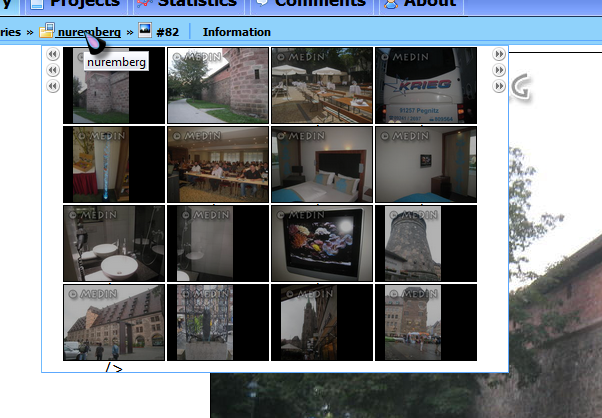 y Projects Statistics Comments About
ries » nuremberg » #82 Information
nuremberg
© MEDIN © MEDIN © MEDIN © MEDIN
KRIEG
91257 Pegnitz
© MEDIN © MEDIN © MEDIN © MEDIN
© MEDIN © MEDIN © MEDIN © MEDIN
© MEDIN © MEDIN © MEDIN © MEDIN
/>
G